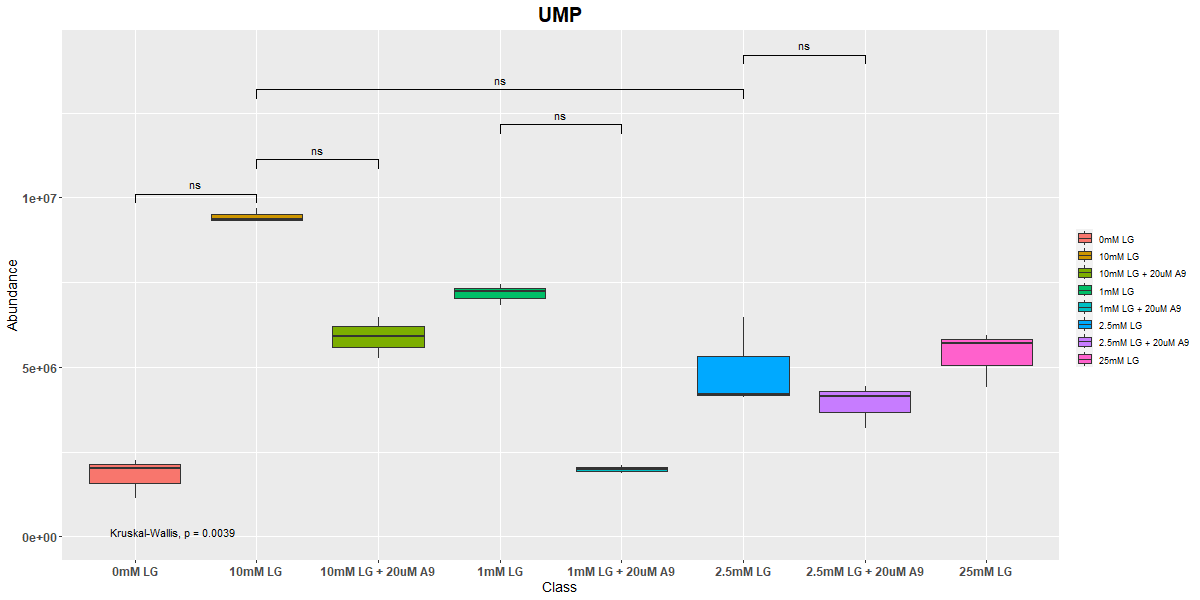 UMP
ns
ns
ns
ns
ns
1e+07
5e+06
0e+00
Abundance
Kruskal-Wallis, p = 0.0039
0mM LG
10mM LG
10mM LG + 20uM A9
1mM LG
1mM LG + 20uM A9
2.5mM LG
2.5mM LG + 20uM A9
25mM LG
Class
0mM LG
10mM LG
10mM LG + 20uM A9
1mM LG
1mM LG + 20uM A9
2.5mM LG
2.5mM LG + 20uM A9
25mM LG